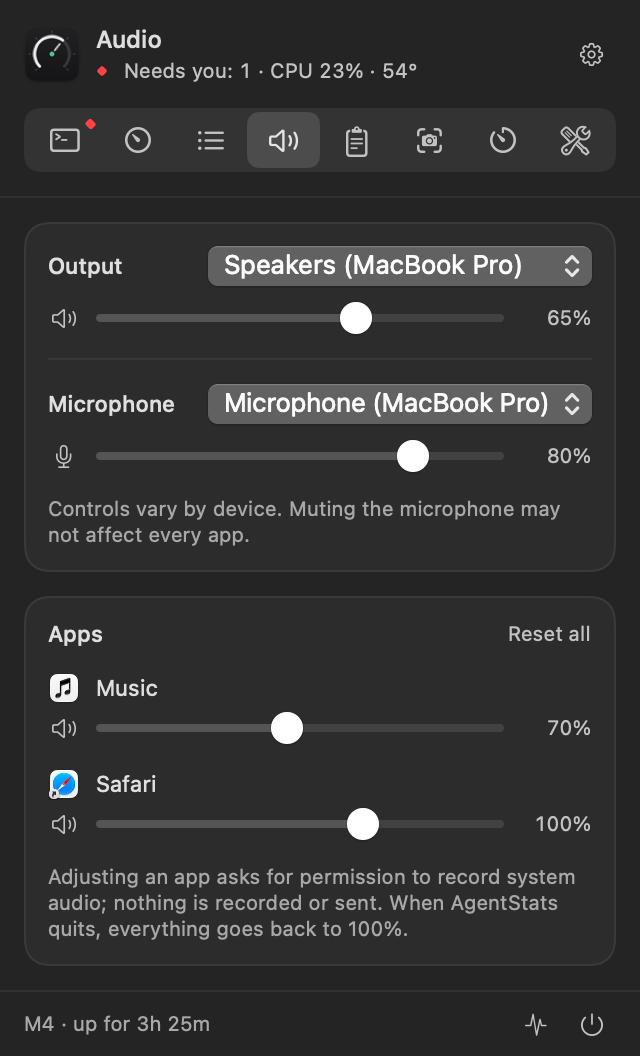 Audio
Needs you: 1 · CPU 23% · 54°
Output
Speakers (MacBook Pro)
65%
Microphone
Microphone (MacBook Pro)
80%
Controls vary by device. Muting the microphone may
not affect every app.
Apps
Reset all
Music
70%
Safari
100%
Adjusting an app asks for permission to record system
audio; nothing is recorded or sent. When AgentStats
quits, everything goes back to 100%.
M4 · up for 3h 25m